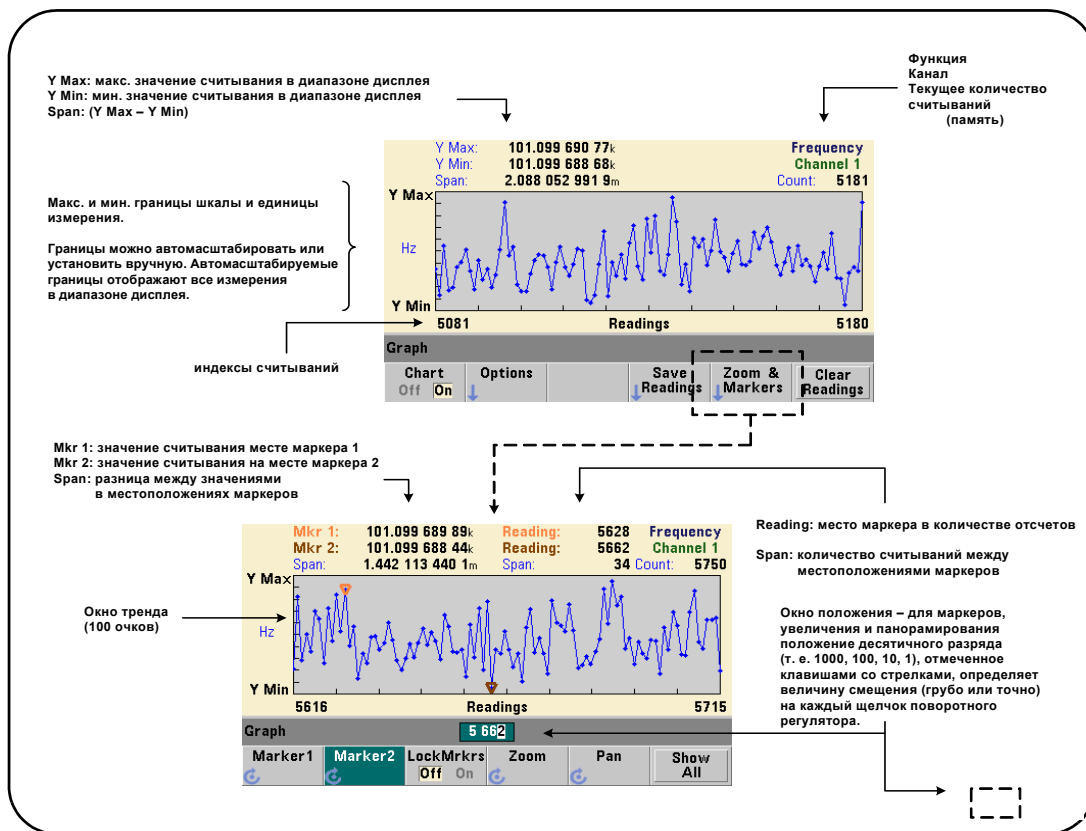 Y Max: макс. значение считывания в диапазоне дисплея
Y Min: мин. значение считывания в диапазоне дисплея
Span: (Y Max – Y Min)
Функция
Канал
Текущее количество
считываний
(память)
Y Max: 101.099 690 77k Frequency
Y Min: 101.099 688 68k Channel 1
Span: 2.088 052 991 9m Count: 5181
Y Max
Hz
Y Min
5081 Readings 5180
Graph
Chart Off On
Options
Save Readings
Zoom & Markers
Clear Readings
Макс. и мин. границы шкалы и единицы
измерения.
Границы можно автомасштабировать или
установить вручную. Автомасштабируемые
границы отображают все измерения
в диапазоне дисплея.
индексы считываний
Mkr 1: значение считывания месте маркера 1
Mkr 2: значение считывания на месте маркера 2
Span: разница между значениями
в местоположениях маркеров
Mkr 1: 101.099 689 89k Reading: 5628 Frequency
Mkr 2: 101.099 688 44k Reading: 5662 Channel 1
Span: 1.442 113 440 1m Span: 34 Count: 5750
Y Max
Hz
Y Min
5616 Readings 5715
Graph 5 662
Marker1
Marker2
LockMrkrs Off On
Zoom
Pan
Show All
Окно тренда
(100 очков)
Reading: место маркера в количестве отсчетов
Span: количество считываний между
местоположениями маркеров
Окно положения – для маркеров,
увеличения и панорамирования
положение десятичного разряда
(т. е. 1000, 100, 10, 1), отмеченное
клавишами со стрелками, определяет
величину смещения (грубо или точно)
на каждый щелчок поворотного
регулятора.